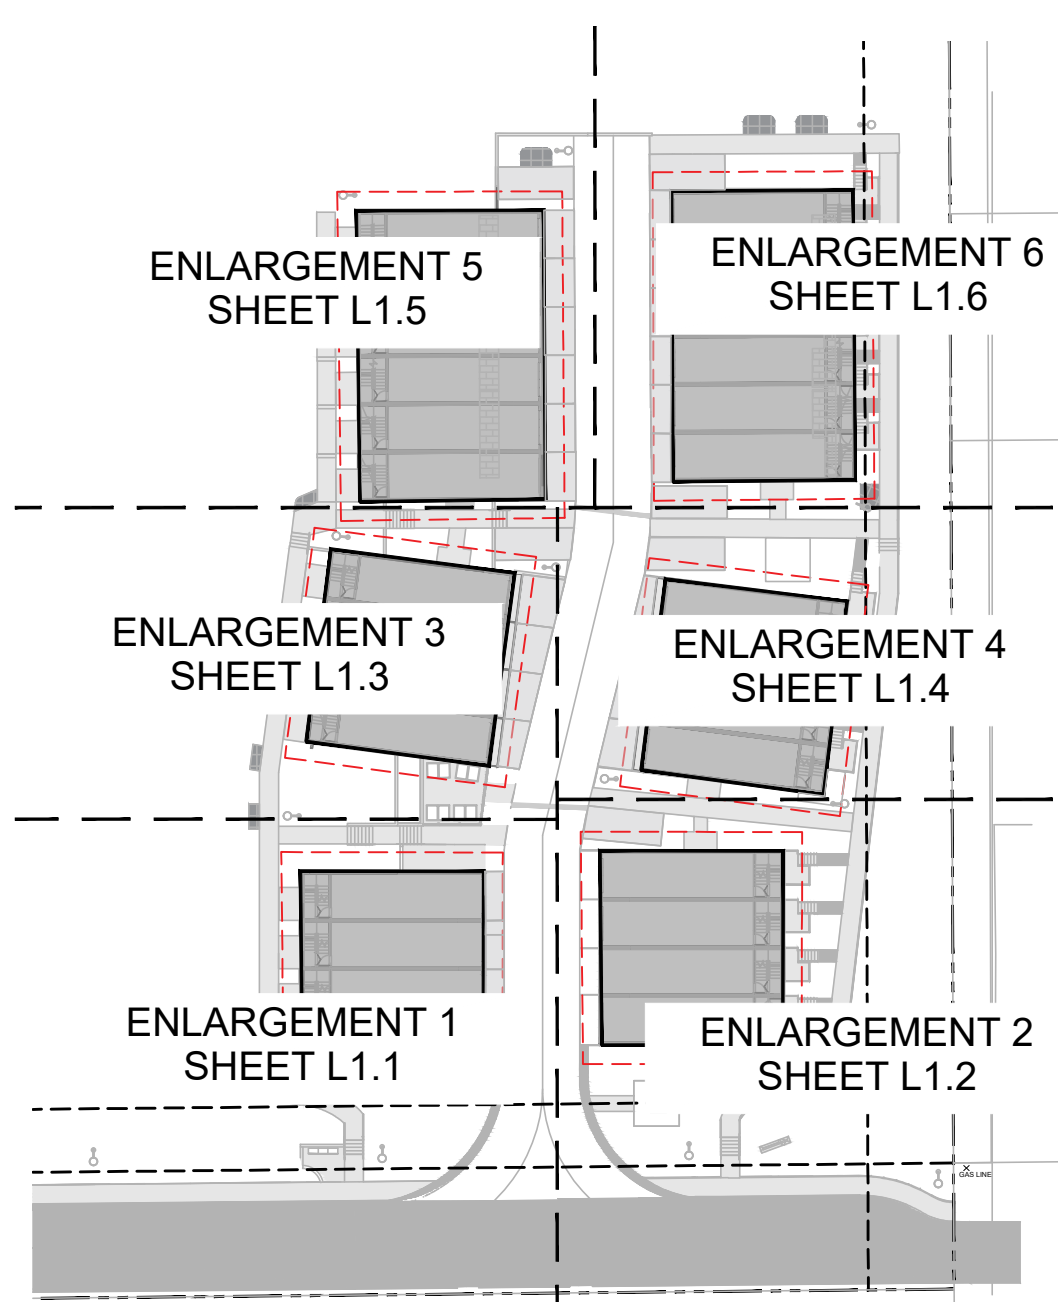 ENLARGEMENT 5
SHEET L1.5
ENLARGEMENT 6
SHEET L1.6
ENLARGEMENT 3
SHEET L1.3
ENLARGEMENT 4
SHEET L1.4
ENLARGEMENT 1
SHEET L1.1
ENLARGEMENT 2
SHEET L1.2
GAS LINE